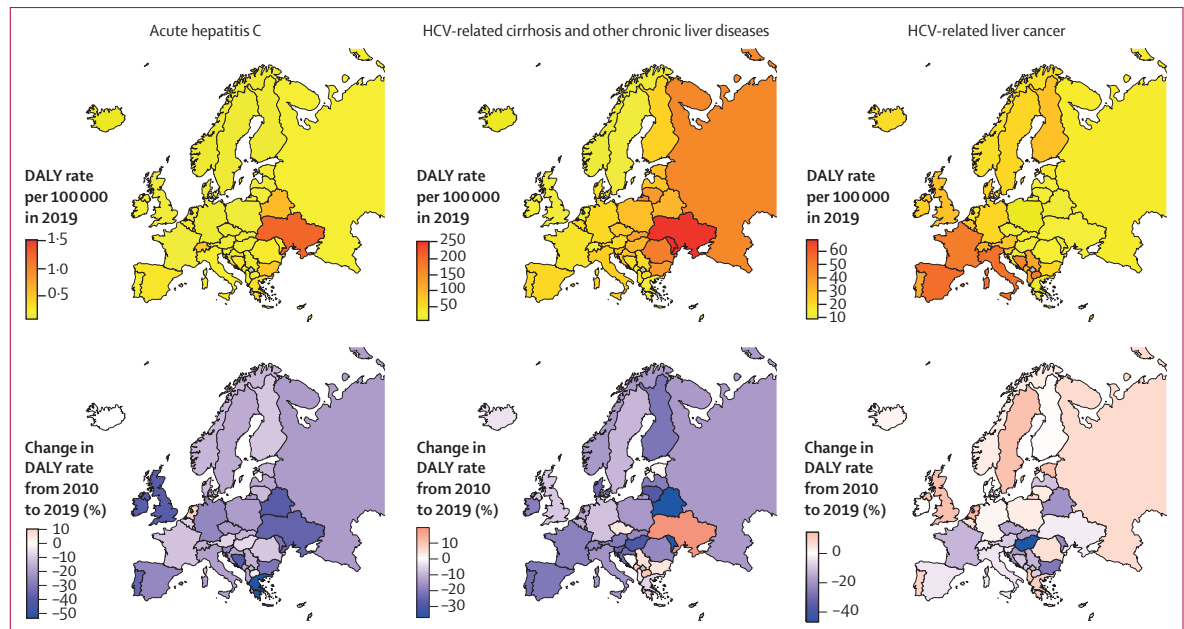 Acute hepatitis C
HCV-related cirrhosis and other chronic liver diseases
HCV-related liver cancer
DALY rate
per 100 000
in 2019
1·5
1·0
0·5
DALY rate
per 100 000
in 2019
250
200
150
100
50
DALY rate
per 100 000
in 2019
60
50
40
30
20
10
Change in
DALY rate
from 2010
to 2019 (%)
10
0
–10
–20
–30
–40
–50
Change in
DALY rate
from 2010
to 2019 (%)
10
0
–10
–20
–30
Change in
DALY rate
from 2010
to 2019 (%)
0
–20
–40